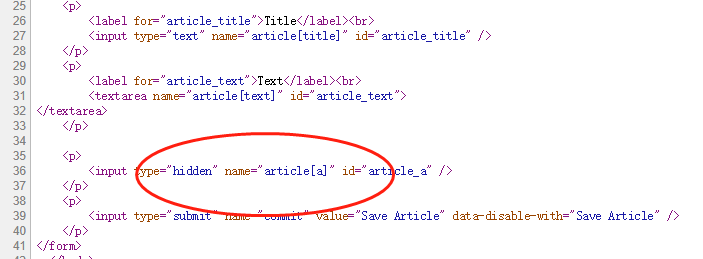 25 <p>
26 <label for="article_title">Title</label><br>
27 <input type="text" name="article[title]" id="article_title" />
28 </p>
29 <p>
30 <label for="article_text">Text</label><br>
31 <textarea name="article[text]" id="article_text">
32 </textarea>
33 </p>
34
35 <p>
36 <input type="hidden" name="article[a]" id="article_a" />
37 </p>
38 <p>
39 <input type="submit" name="commit" value="Save Article" data-disable-with="Save Article" />
40 </p>
41 </form>